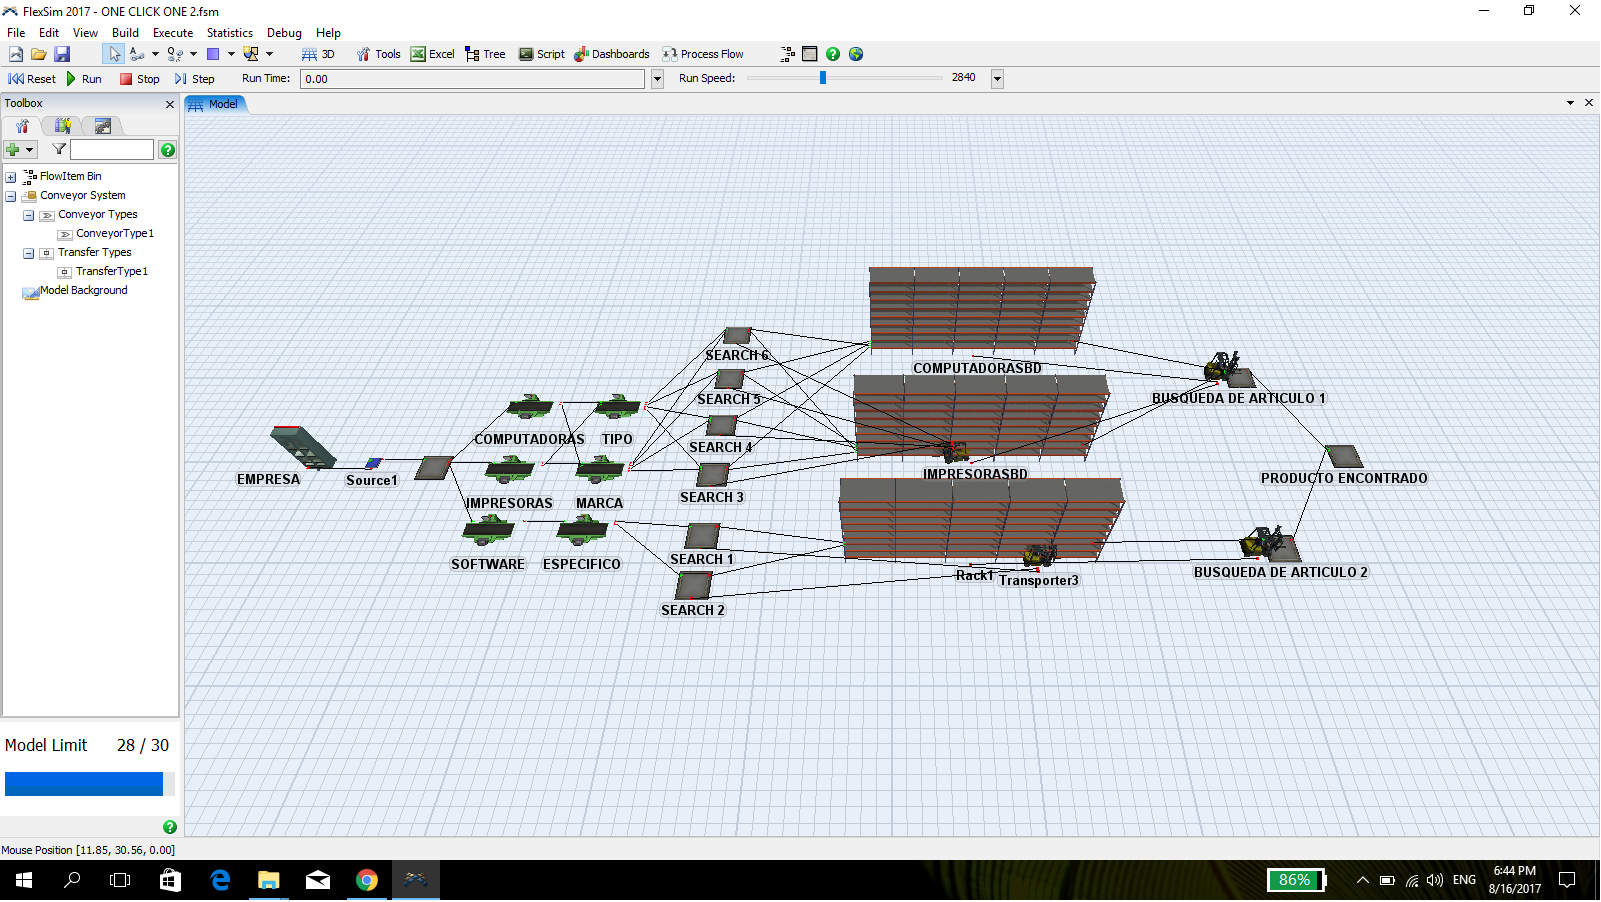 FlexSim 2017 - ONE CLICK ONE 2.fsm
File Edit View Build Execute Statistics Debug Help
3D Tools Excel Tree Script Dashboards Process Flow
Reset Run Stop Step Run Time: 0.00 Run Speed: 2840
Toolbox
Model
FlowItem Bin
Conveyor System
Conveyor Types
ConveyorType1
Transfer Types
TransferType1
Model Background
SEARCH 6
COMPUTADORASBD
SEARCH 5
BUSQUEDA DE ARTICULO 1
COMPUTADORAS TIPO
SEARCH 4
EMPRESA
Source1
IMPRESORASBD
PRODUCTO ENCONTRADO
IMPRESORAS MARCA
SEARCH 3
SOFTWARE ESPECIFICO
SEARCH 1
Rack1
Transporter3
BUSQUEDA DE ARTICULO 2
SEARCH 2
Model Limit 28 / 30
Mouse Position [11.85, 30.56, 0.00]
86%
ENG
6:44 PM
8/16/2017